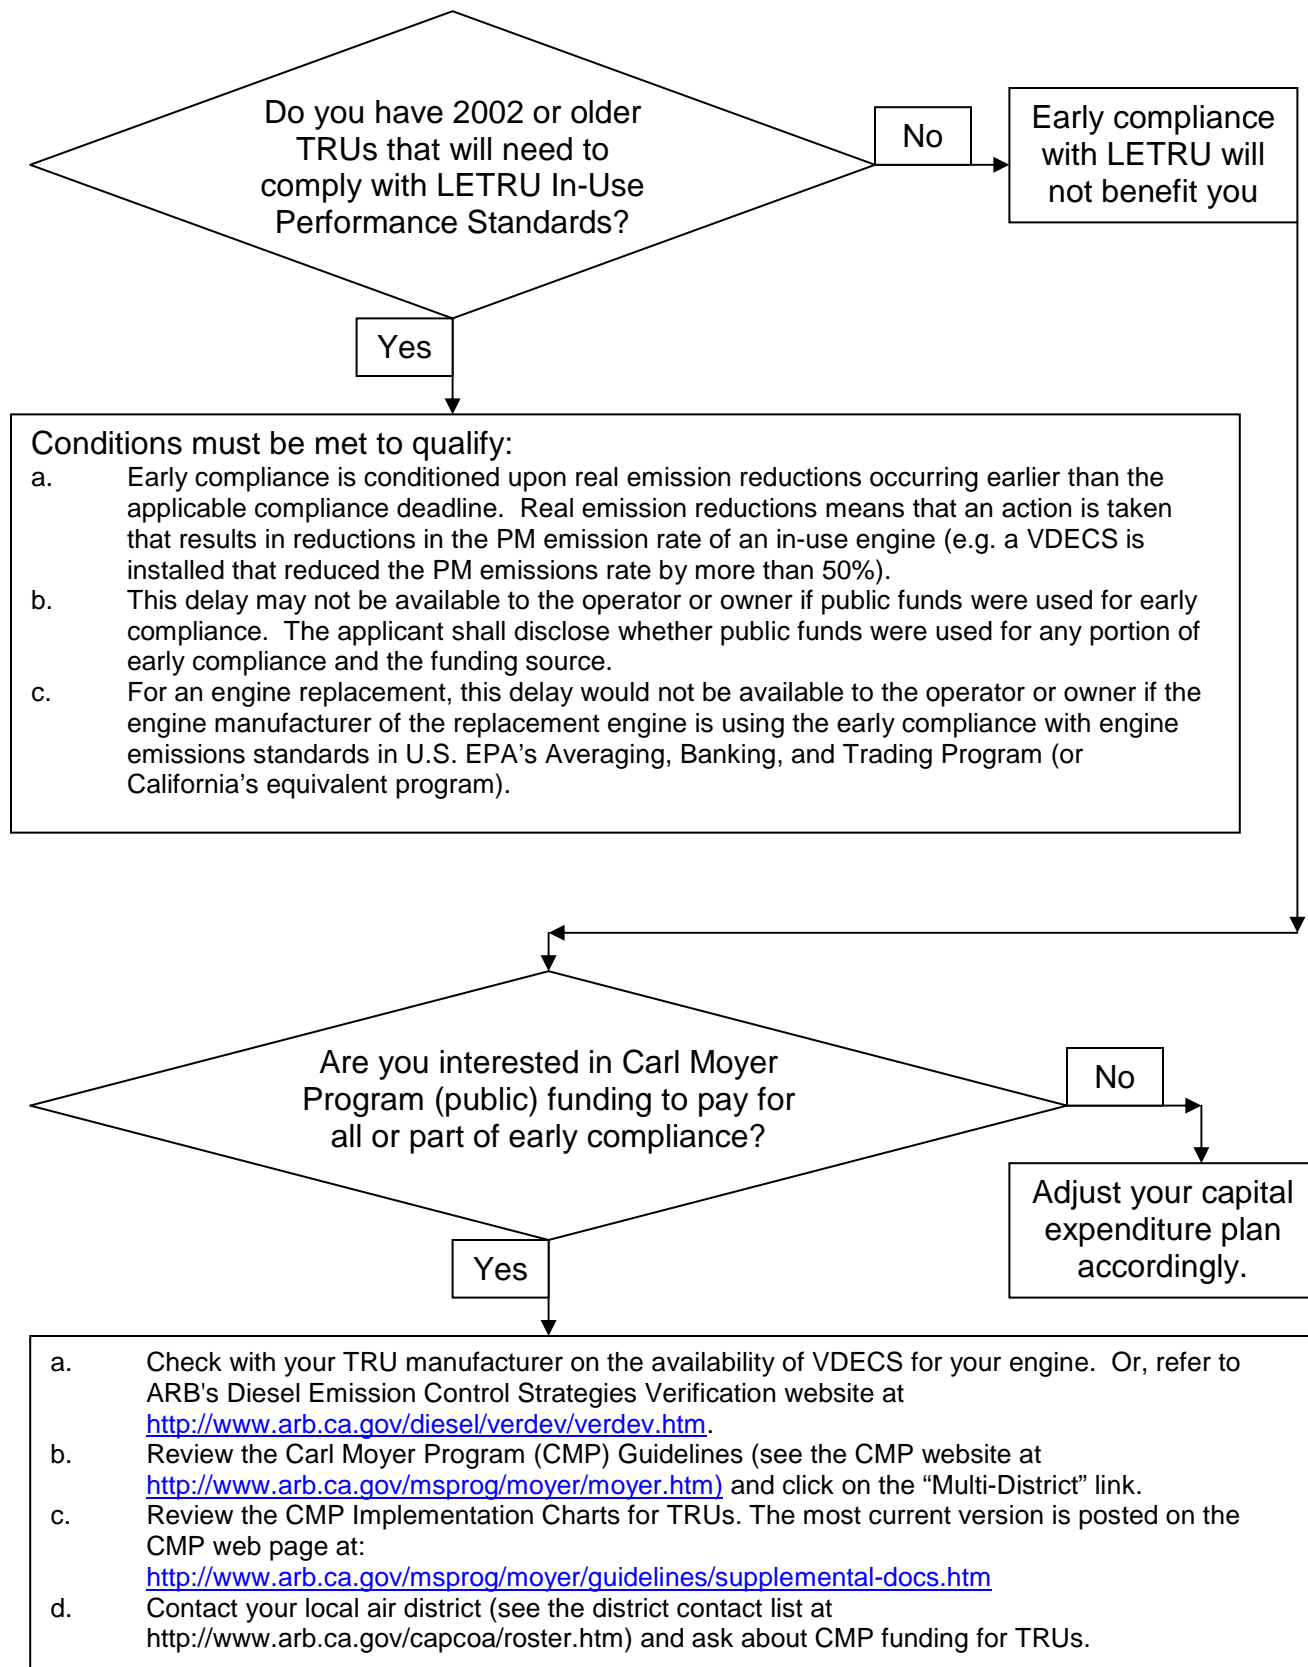 Do you have 2002 or older
TRUs that will need to
comply with LETRU In-Use
Performance Standards?
No
Early compliance
with LETRU will
not benefit you
Yes
Conditions must be met to qualify:
a. Early compliance is conditioned upon real emission reductions occurring earlier than the
applicable compliance deadline. Real emission reductions means that an action is taken
that results in reductions in the PM emission rate of an in-use engine (e.g. a VDECS is
installed that reduced the PM emissions rate by more than 50%).
b. This delay may not be available to the operator or owner if public funds were used for early
compliance. The applicant shall disclose whether public funds were used for any portion of
early compliance and the funding source.
c. For an engine replacement, this delay would not be available to the operator or owner if the
engine manufacturer of the replacement engine is using the early compliance with engine
emissions standards in U.S. EPA's Averaging, Banking, and Trading Program (or
California's equivalent program).
Are you interested in Carl Moyer
Program (public) funding to pay for
all or part of early compliance?
No
Adjust your capital
expenditure plan
accordingly.
Yes
a. Check with your TRU manufacturer on the availability of VDECS for your engine. Or, refer to
ARB's Diesel Emission Control Strategies Verification website at
http://www.arb.ca.gov/diesel/verdev/verdev.htm.
b. Review the Carl Moyer Program (CMP) Guidelines (see the CMP website at
http://www.arb.ca.gov/msprog/moyer/moyer.htm) and click on the “Multi-District” link.
c. Review the CMP Implementation Charts for TRUs. The most current version is posted on the
CMP web page at:
http://www.arb.ca.gov/msprog/moyer/guidelines/supplemental-docs.htm
d. Contact your local air district (see the district contact list at
http://www.arb.ca.gov/capcoa/roster.htm) and ask about CMP funding for TRUs.